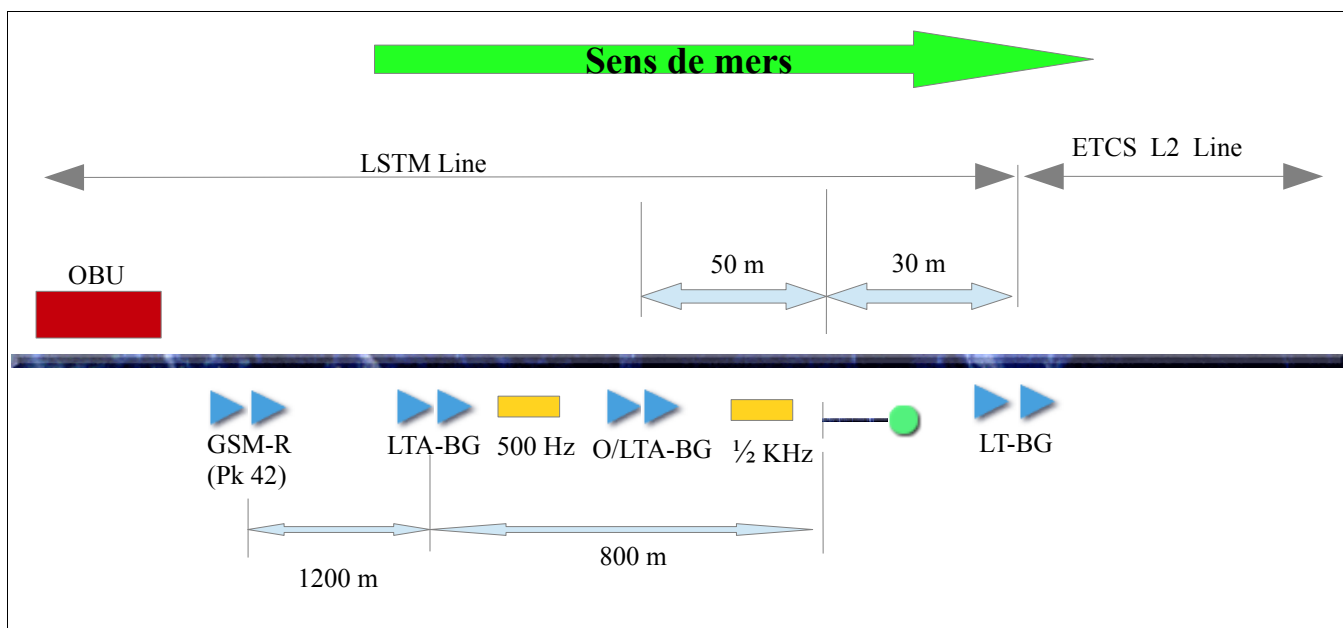 Sens de mers
LSTM Line
ETCS L2 Line
50 m
30 m
OBU
GSM-R
(Pk 42)
LTA-BG
500 Hz
O/LTA-BG
½ KHz
LT-BG
1200 m
800 m